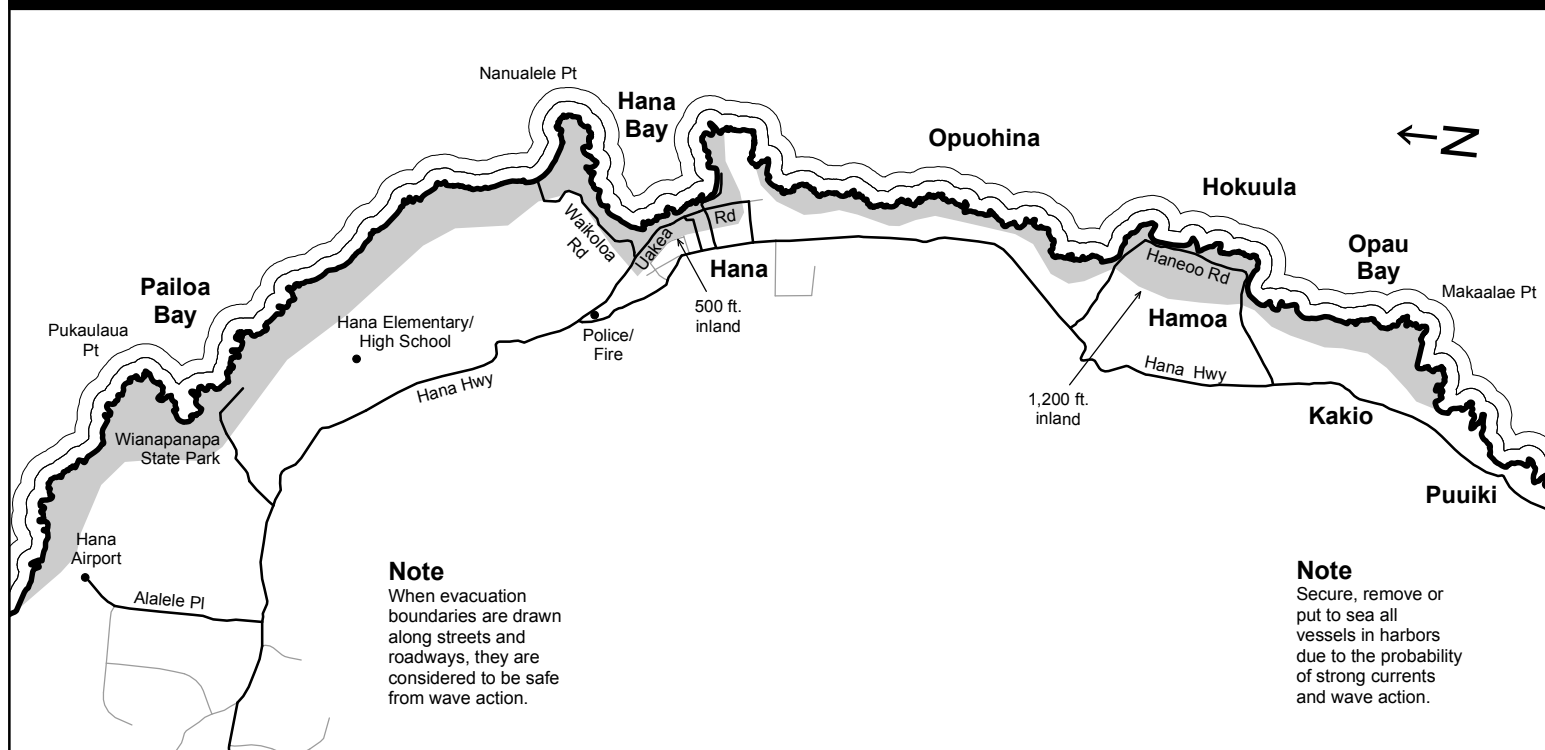 Nanualele Pt
Hana
Bay
Opuohina
N
Hokuula
Opau
Bay
Makaalae Pt
Pailoa
Bay
Pukaulaua
Pt
Waikoloa
Rd
Uakea
Rd
Hana
500 ft.
inland
Haneoo Rd
Hamoa
Hana Elementary/
High School
Police/
Fire
Hana Hwy
Hana Hwy
1,200 ft.
inland
Kakio
Wianapanapa
State Park
Puuiki
Hana
Airport
Alalele Pl
Note
When evacuation
boundaries are drawn
along streets and
roadways, they are
considered to be safe
from wave action.
Note
Secure, remove or
put to sea all
vessels in harbors
due to the probability
of strong currents
and wave action.